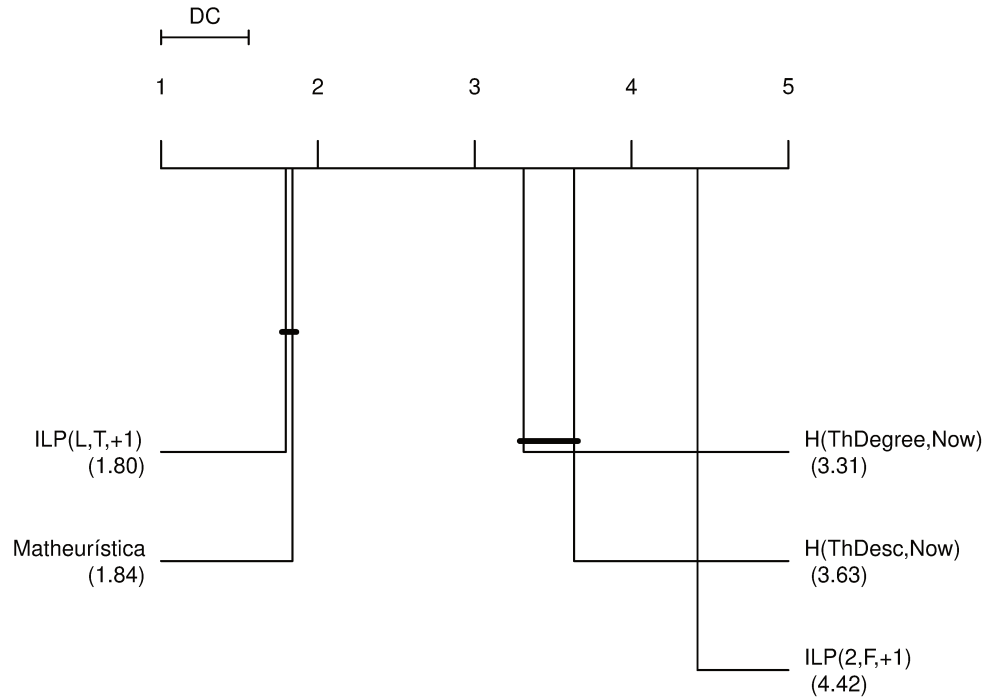 DC
1 2 3 4 5
ILP(L,T,+1)
(1.80)
Matheurística
(1.84)
H(ThDegree,Now)
(3.31)
H(ThDesc,Now)
(3.63)
ILP(2,F,+1)
(4.42)